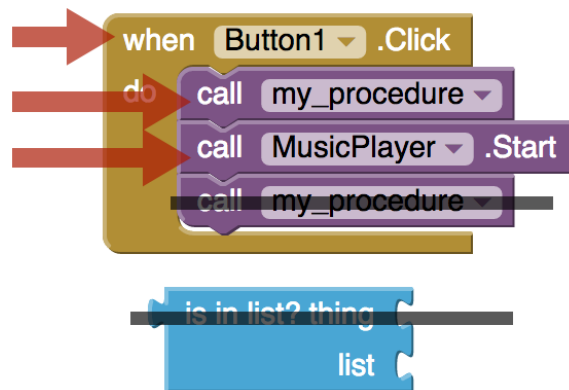 when Button1 .Click
do call my_procedure
call MusicPlayer .Start
call my_procedure
is in list? thing
list